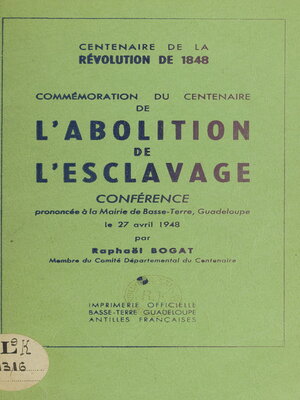 CENTENAIRE DE LA
RÉVOLUTION DE 1848
COMMÉMORATION DU CENTENAIRE
DE
L'ABOLITION
DE
L'ESCLAVAGE
CONFÉRENCE
prononcée à la Mairie de Basse-Terre, Guadeloupe
le 27 avril 1948
par
Raphaël BOGAT
Membre du Comité Départemental du Centenaire
IMPRIMERIE OFFICIELLE
BASSE-TERRE GUADELOUPE
ANTILLES FRANÇAISES
LeK
1316